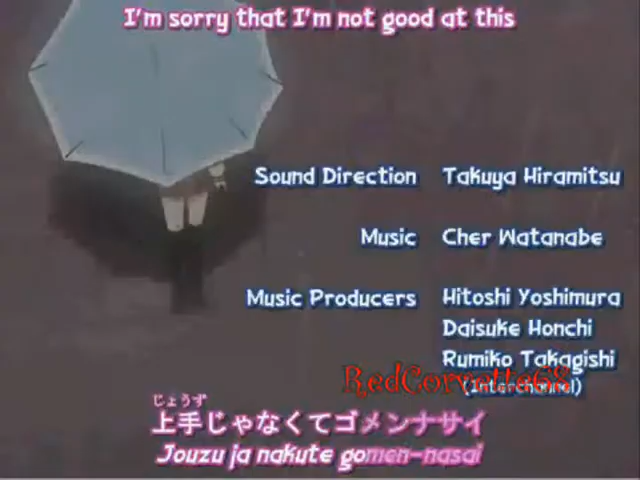 I'm sorry that I'm not good at this
Sound Direction Takuya Hiramitsu
Music Cher Watanabe
Music Producers Hitoshi Yoshimura
Daisuke Honchi
Rumiko Takagishi
RedCorvette68
(Interchannel)
じょうず
上手じゃなくてゴメンナサイ
Jouzu ja nakute gomen-nasai